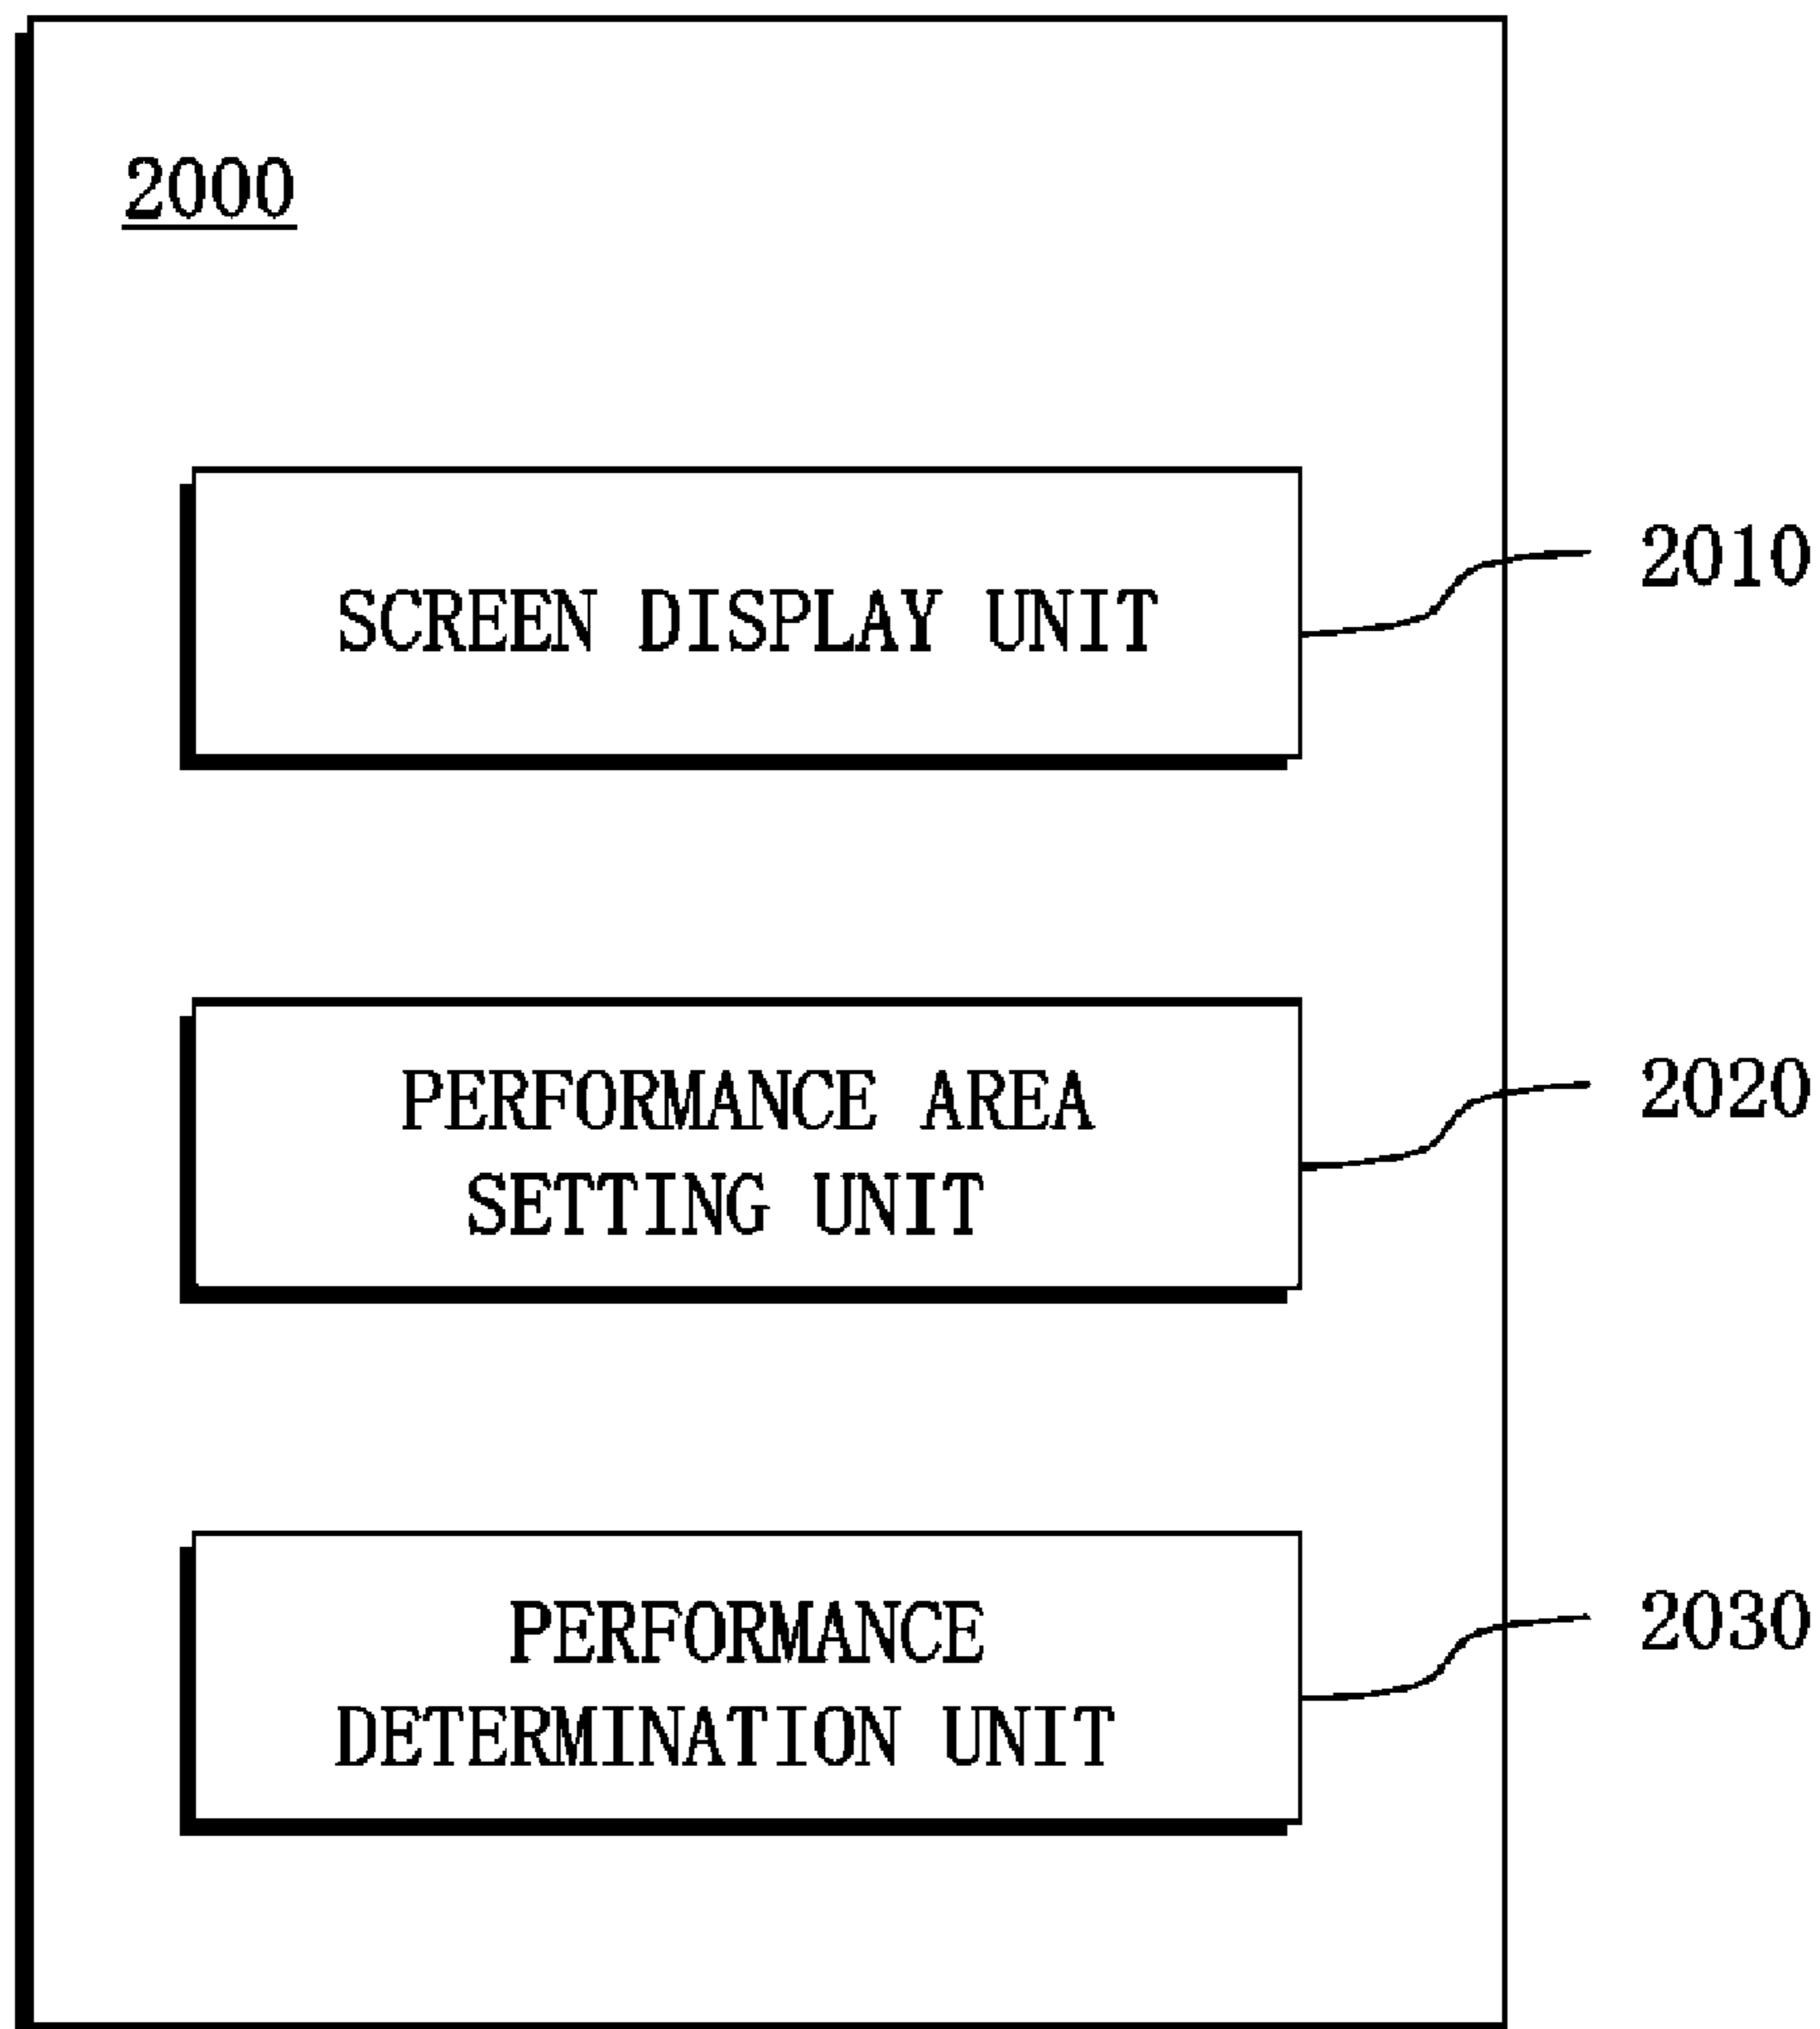 2000
SCREEN DISPLAY UNIT
2010
PERFORMANCE AREA
SETTING UNIT
2020
PERFORMANCE
DETERMINATION UNIT
2030